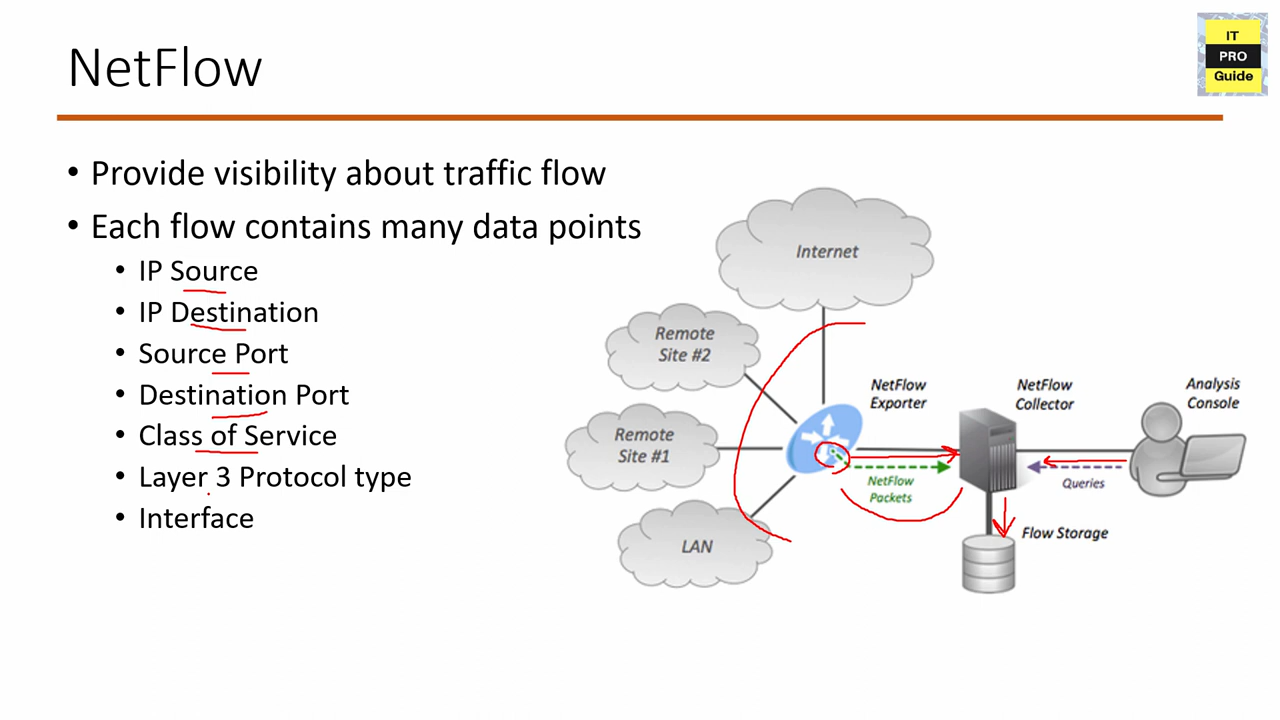 NetFlow
IT
PRO
Guide
• Provide visibility about traffic flow
• Each flow contains many data points
• IP Source
• IP Destination
• Source Port
• Destination Port
• Class of Service
• Layer 3 Protocol type
• Interface
Internet
Remote
Site #2
Remote
Site #1
LAN
NetFlow
Exporter
NetFlow
Packets
NetFlow
Collector
Queries
Analysis
Console
Flow Storage